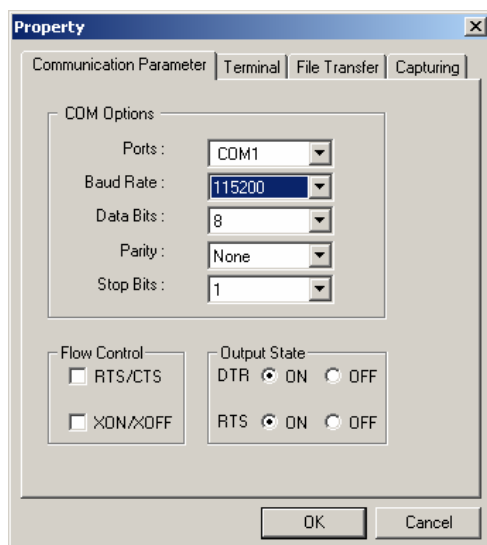 Property
Communication Parameter Terminal File Transfer Capturing
COM Options
Ports : COM1
Baud Rate : 115200
Data Bits : 8
Parity : None
Stop Bits : 1
Flow Control
RTS/CTS
XON/XOFF
Output State
DTR ON OFF
RTS ON OFF
OK Cancel